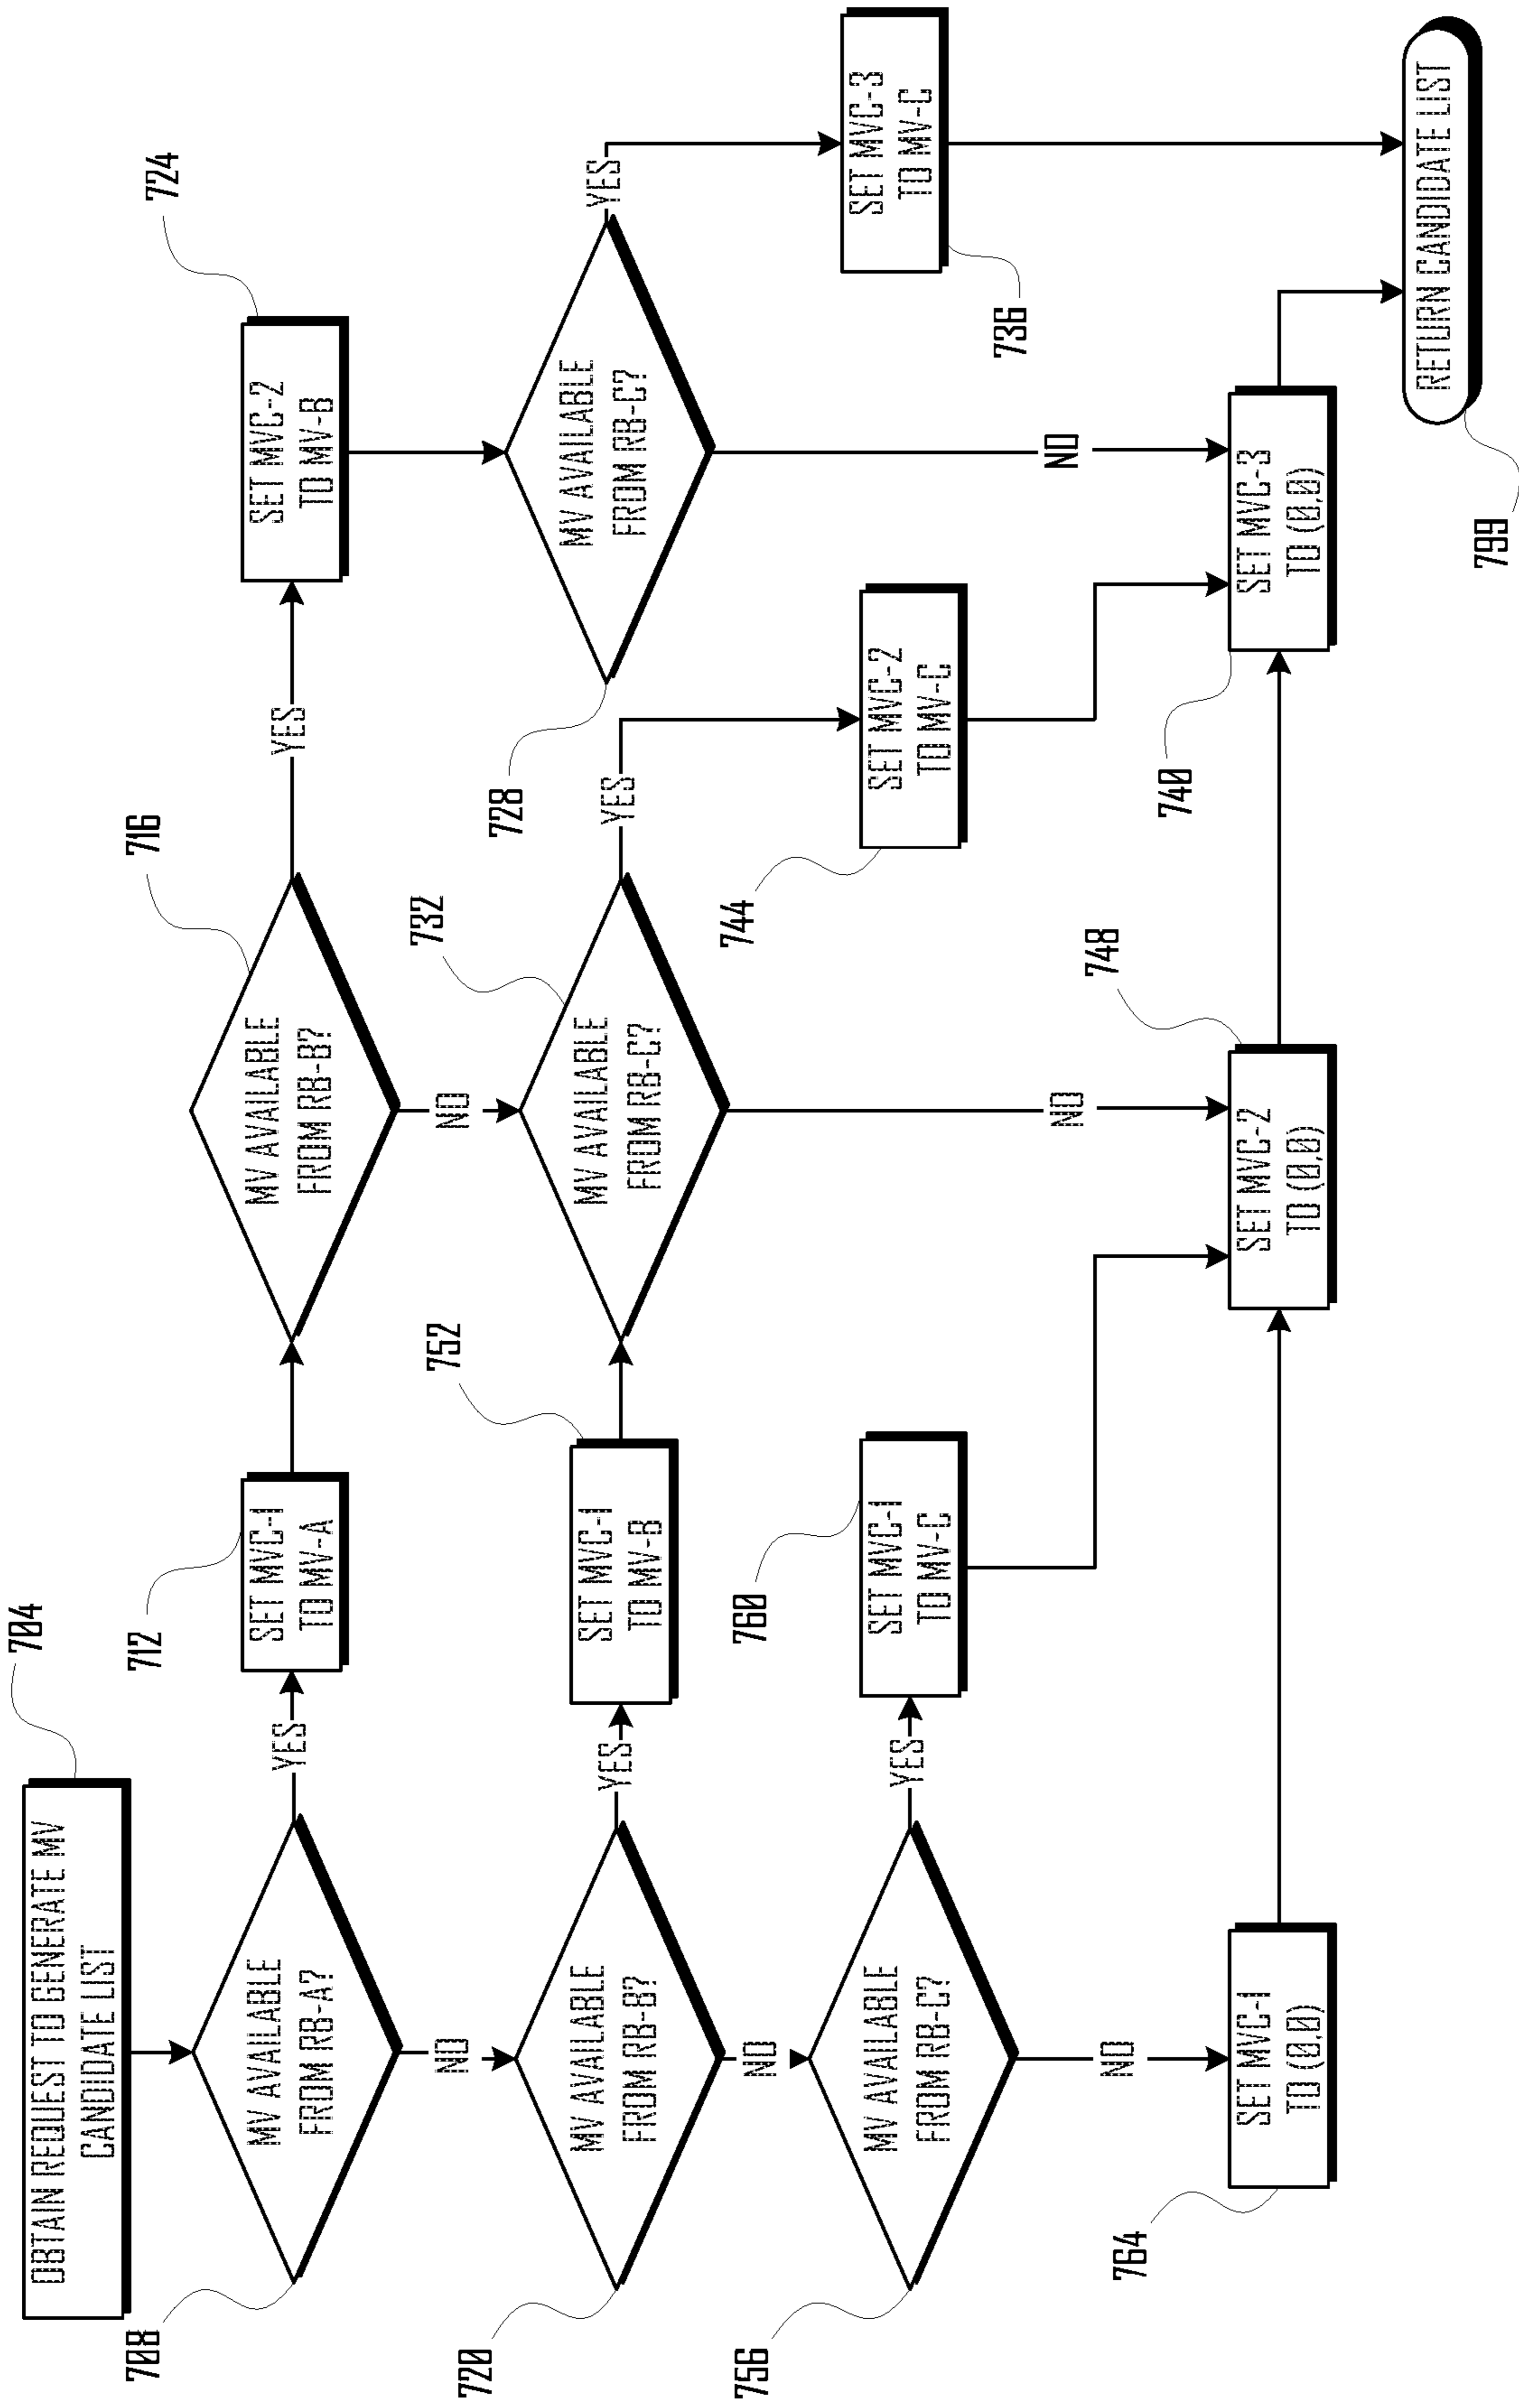 704
OBTAIN REQUEST TO GENERATE MV
CANDIDATE LIST
708
MV AVAILABLE
FROM RB-A?
YES
712
SET MVC-1
TO MV-A
716
MV AVAILABLE
FROM RB-B?
YES
724
SET MVC-2
TO MV-B
NO
NO
720
MV AVAILABLE
FROM RB-B?
YES
752
SET MVC-1
TO MV-B
732
MV AVAILABLE
FROM RB-C?
YES
728
MV AVAILABLE
FROM RB-C?
YES
NO
756
MV AVAILABLE
FROM RB-C?
YES
760
SET MVC-1
TO MV-C
744
SET MVC-2
TO MV-C
SET MVC-3
TO MV-C
736
NO
NO
NO
764
SET MVC-1
TO (0,0)
748
SET MVC-2
TO (0,0)
740
SET MVC-3
TO (0,0)
799
RETURN CANDIDATE LIST